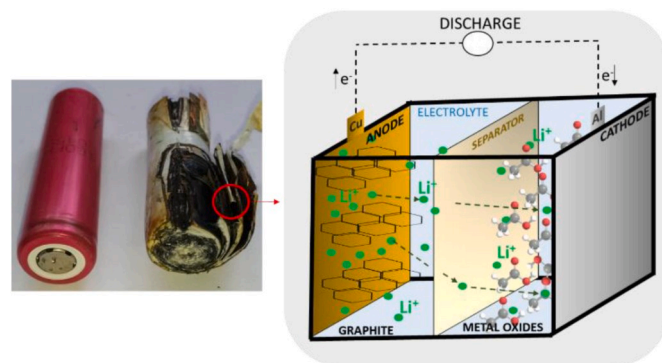 DISCHARGE
e-
e-
Cu
Al
ANODE
ELECTROLYTE
SEPARATOR
CATHODE
Li+
Li+
Li+
Li+
Li+
GRAPHITE
METAL OXIDES